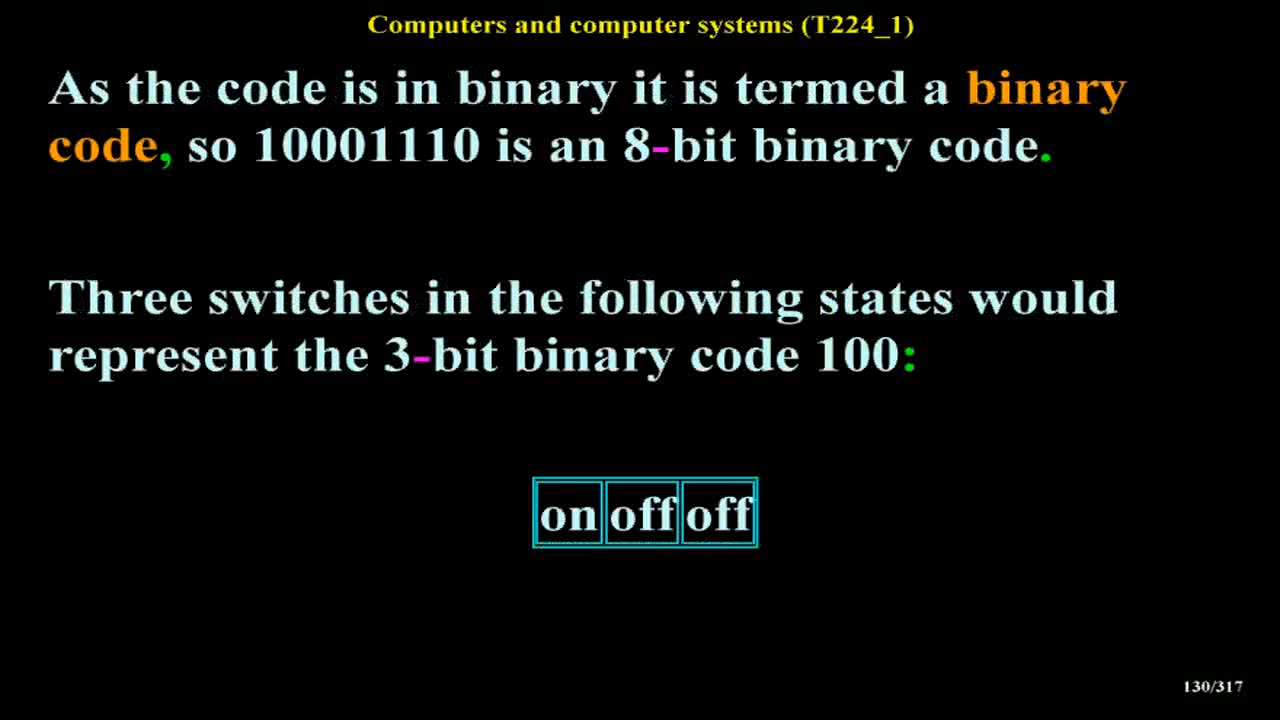 Computers and computer systems (T224_1)
As the code is in binary it is termed a binary
code, so 10001110 is an 8-bit binary code.
Three switches in the following states would
represent the 3-bit binary code 100:
on off off
130/317